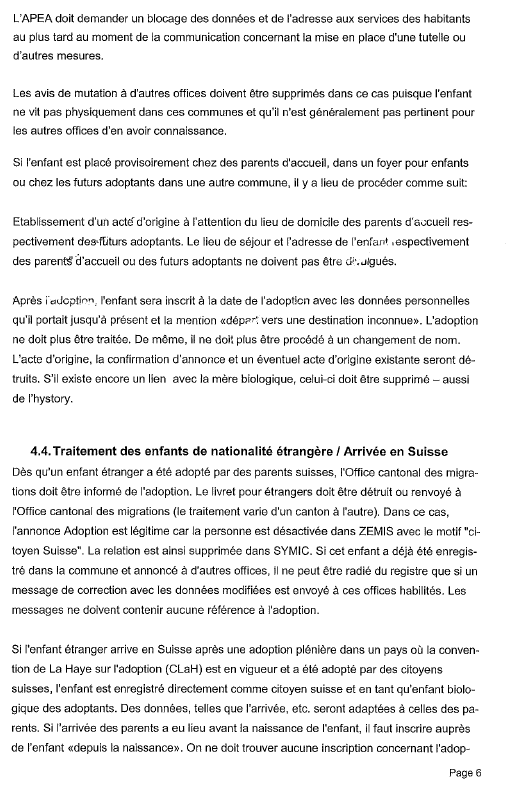 L'APEA doit demander un blocage des données et de l'adresse aux services des habitants
au plus tard au moment de la communication concernant la mise en place d'une tutelle ou
d'autres mesures.
Les avis de mutation à d'autres offices doivent être supprimés dans ce cas puisque l'enfant
ne vit pas physiquement dans ces communes et qu'il n'est généralement pas pertinent pour
les autres offices d'en avoir connaissance.
Si l'enfant est placé provisoirement chez des parents d'accueil, dans un foyer pour enfants
ou chez les futurs adoptants dans une autre commune, il y a lieu de procéder comme suit:
Etablissement d'un acte d'origine à l'attention du lieu de domicile des parents d'accueil res-
pectivement des futurs adoptants. Le lieu de séjour et l'adresse de l'enfant respectivement
des parents d'accueil ou des futurs adoptants ne doivent pas être divulgués.
Après l'adoption, l'enfant sera inscrit à la date de l'adoption avec les données personnelles
qu'il portait jusqu'à présent et la mention «départ vers une destination inconnue». L'adoption
ne doit plus être traitée. De même, il ne doit plus être procédé à un changement de nom.
L'acte d'origine, la confirmation d'annonce et un éventuel acte d'origine existante seront dé-
truits. S'il existe encore un lien avec la mère biologique, celui-ci doit être supprimé – aussi
de l'hystory.
4.4. Traitement des enfants de nationalité étrangère / Arrivée en Suisse
Dès qu'un enfant étranger a été adopté par des parents suisses, l'Office cantonal des migra-
tions doit être informé de l'adoption. Le livret pour étrangers doit être détruit ou renvoyé à
l'Office cantonal des migrations (le traitement varie d'un canton à l'autre). Dans ce cas,
l'annonce Adoption est légitime car la personne est désactivée dans ZEMIS avec le motif "ci-
toyen Suisse". La relation est ainsi supprimée dans SYMIC. Si cet enfant a déjà été enregis-
tré dans la commune et annoncé à d'autres offices, il ne peut être radié du registre que si un
message de correction avec les données modifiées est envoyé à ces offices habilités. Les
messages ne doivent contenir aucune référence à l'adoption.
Si l'enfant étranger arrive en Suisse après une adoption plénière dans un pays où la conven-
tion de La Haye sur l'adoption (CLaH) est en vigueur et a été adopté par des citoyens
suisses, l'enfant est enregistré directement comme citoyen suisse et en tant qu'enfant biolo-
gique des adoptants. Des données, telles que l'arrivée, etc. seront adaptées à celles des pa-
rents. Si l'arrivée des parents a eu lieu avant la naissance de l'enfant, il faut inscrire auprès
de l'enfant «depuis la naissance». On ne doit trouver aucune inscription concernant l'adop-
Page 6